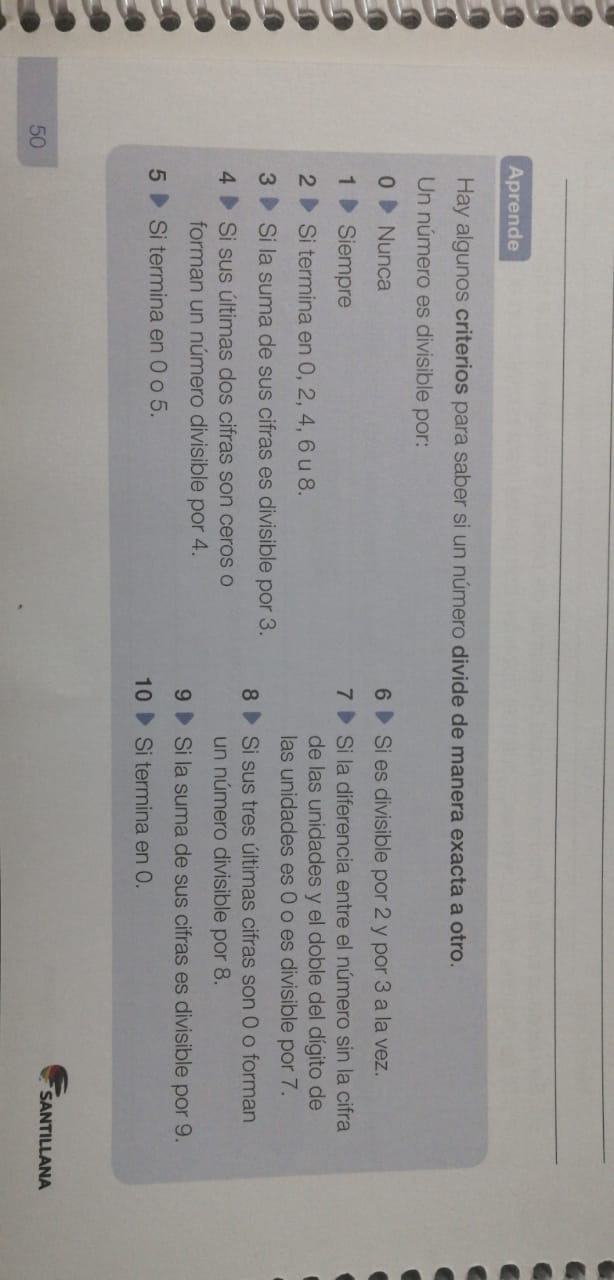 Aprende
Hay algunos criterios para saber si un número divide de manera exacta a otro.
Un número es divisible por:
0 Nunca
1 Siempre
2 Si termina en 0, 2, 4, 6 u 8.
3 Si la suma de sus cifras es divisible por 3.
4 Si sus últimas dos cifras son ceros o
forman un número divisible por 4.
5 Si termina en 0 o 5.
6 Si es divisible por 2 y por 3 a la vez.
7 Si la diferencia entre el número sin la cifra
de las unidades y el doble del dígito de
las unidades es 0 o es divisible por 7.
8 Si sus tres últimas cifras son 0 o forman
un número divisible por 8.
9 Si la suma de sus cifras es divisible por 9.
10 Si termina en 0.
50
SANTILLANA